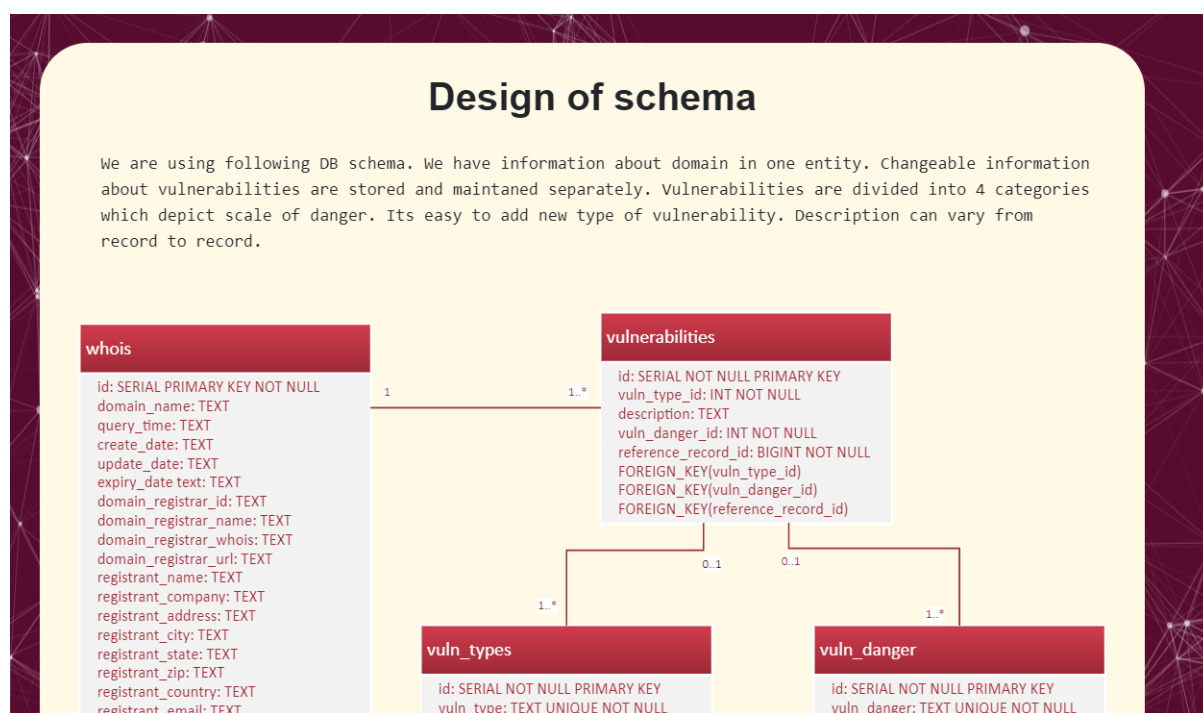 Design of schema
We are using following DB schema. We have information about domain in one entity. Changeable information
about vulnerabilities are stored and maintaned separately. Vulnerabilities are divided into 4 categories
which depict scale of danger. Its easy to add new type of vulnerability. Description can vary from
record to record.
whois
id: SERIAL PRIMARY KEY NOT NULL
domain_name: TEXT
query_time: TEXT
create_date: TEXT
update_date: TEXT
expiry_date text: TEXT
domain_registrar_id: TEXT
domain_registrar_name: TEXT
domain_registrar_whois: TEXT
domain_registrar_url: TEXT
registrant_name: TEXT
registrant_company: TEXT
registrant_address: TEXT
registrant_city: TEXT
registrant_state: TEXT
registrant_zip: TEXT
registrant_country: TEXT
registrant_email: TEXT
1
1..*
vulnerabilities
id: SERIAL NOT NULL PRIMARY KEY
vuln_type_id: INT NOT NULL
description: TEXT
vuln_danger_id: INT NOT NULL
reference_record_id: BIGINT NOT NULL
FOREIGN_KEY(vuln_type_id)
FOREIGN_KEY(vuln_danger_id)
FOREIGN_KEY(reference_record_id)
0..1
0..1
1..*
1..*
vuln_types
id: SERIAL NOT NULL PRIMARY KEY
vuln_type: TEXT UNIQUE NOT NULL
vuln_danger
id: SERIAL NOT NULL PRIMARY KEY
vuln_danger: TEXT UNIQUE NOT NULL